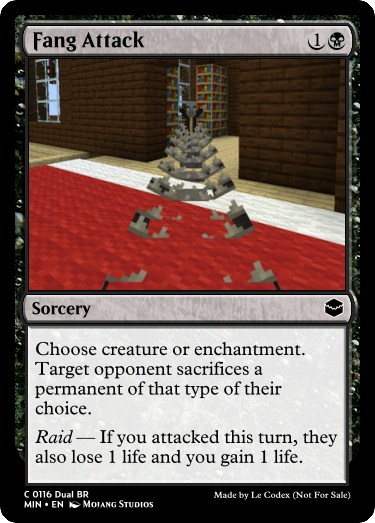 Fang Attack 1
Sorcery
Choose creature or enchantment.
Target opponent sacrifices a
permanent of that type of their
choice.
Raid — If you attacked this turn, they
also lose 1 life and you gain 1 life.
C 0116 Dual BR
MIN • EN Mojang Studios
Made by Le Codex (Not For Sale)